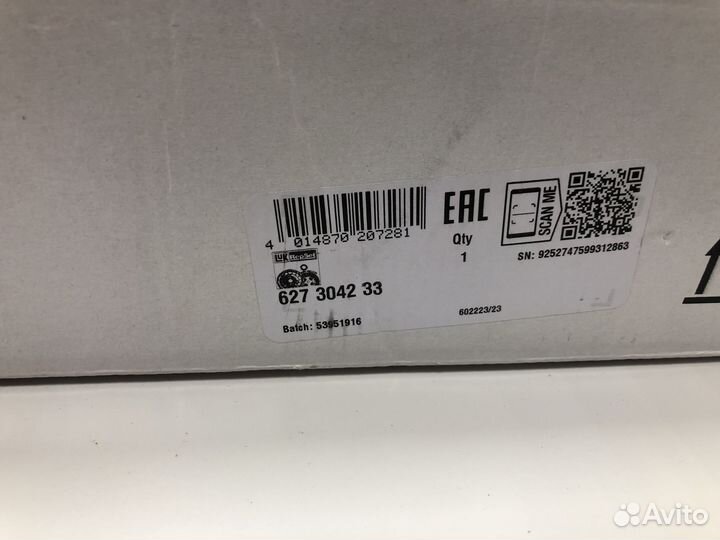 4 014870 207281
EAC
Qty
1
SCAN ME
SN: 9252747599312863
LUK RepSet
627 3042 33
Batch: 53951916
602223/23
Avito